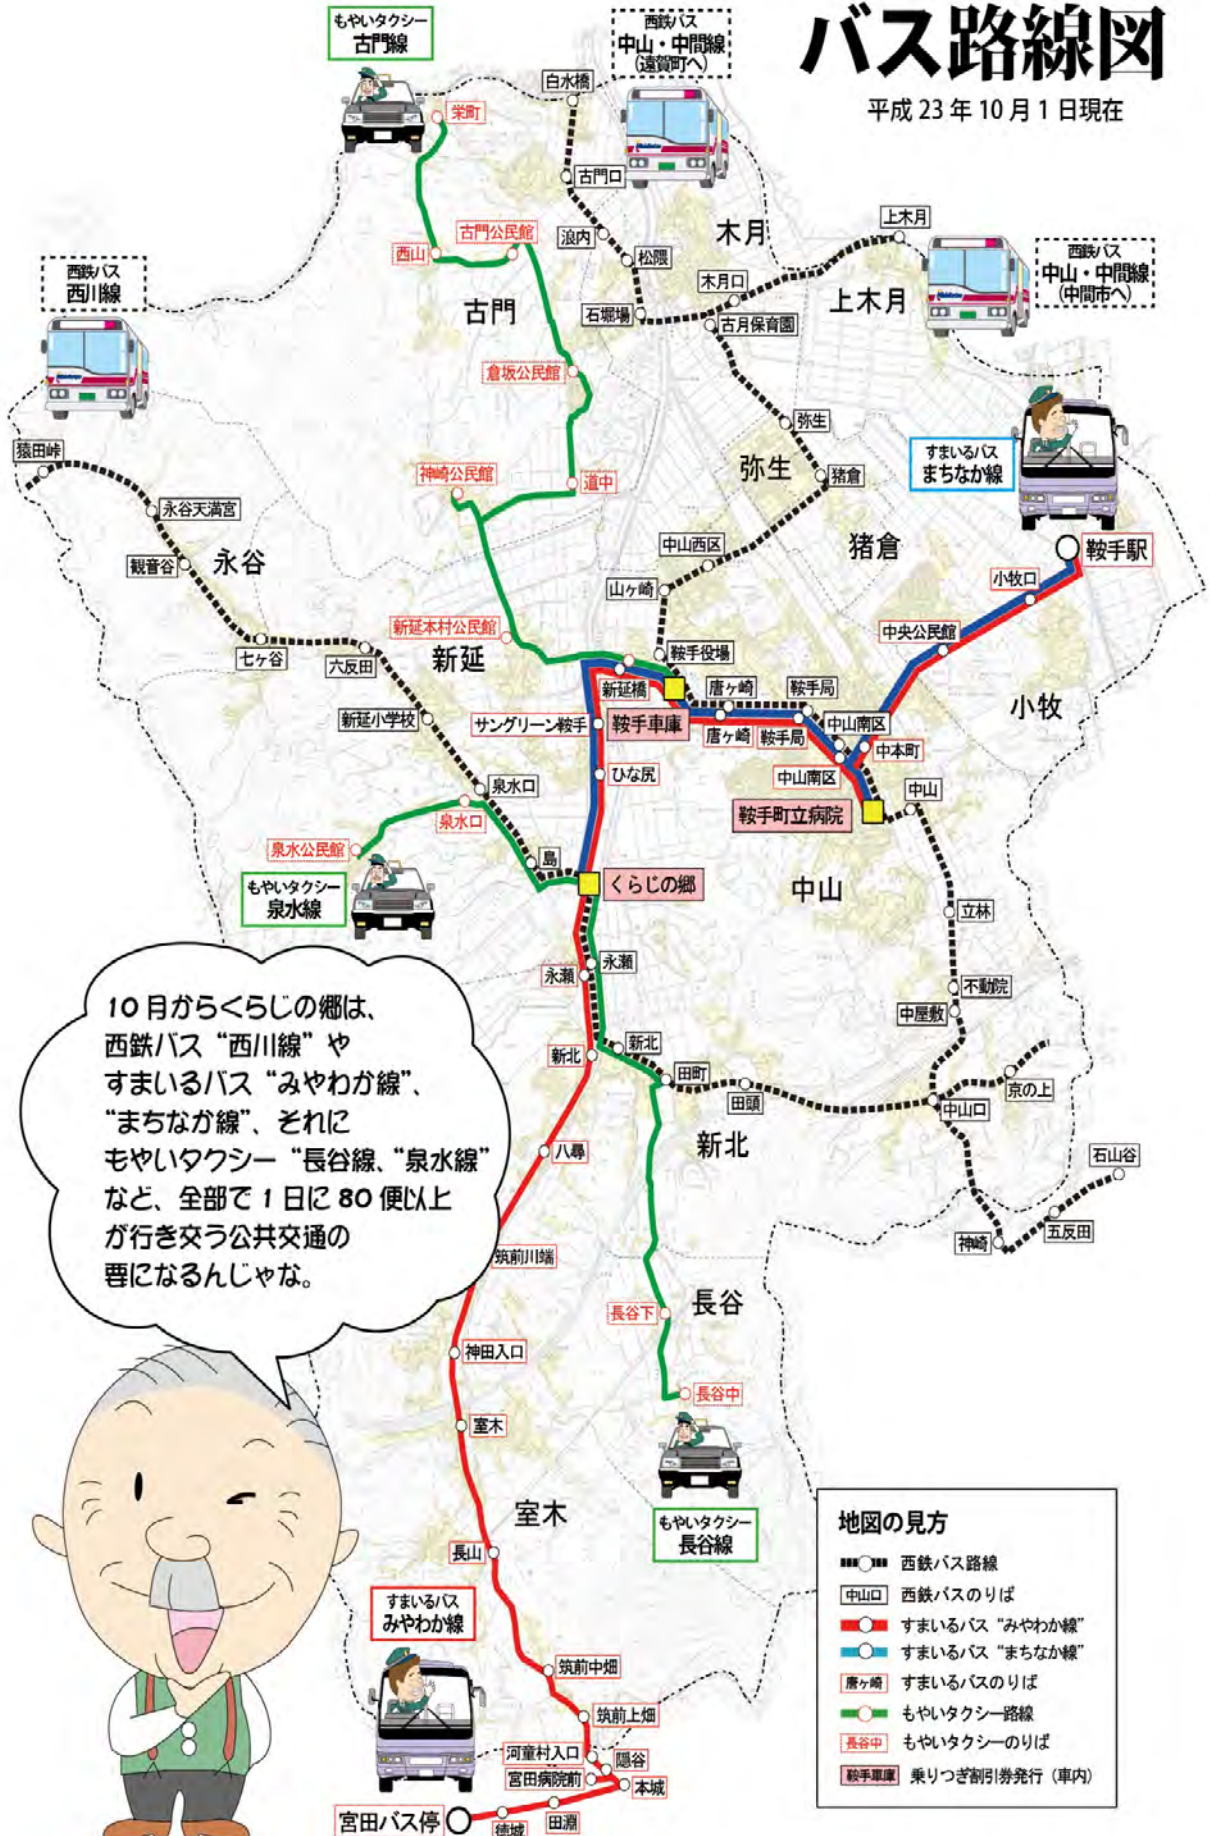 バス路線図
平成23年10月1日現在
もやいタクシー
古門線
西鉄バス
中山・中間線
(遠賀町へ)
白水橋
栄町
古門口
古門公民館
西山
浪内
松隈
木月
上木月
西鉄バス
中山・中間線
(中間市へ)
西鉄バス
西川線
古門
石堀場
木月口
古月保育園
上木月
倉坂公民館
弥生
すまいるバス
まちなか線
猿田峠
神崎公民館
道中
弥生
猪倉
永谷天満宮
観音谷
永谷
中山西区
猪倉
鞍手駅
山ヶ崎
小牧口
新延本村公民館
中央公民館
七ヶ谷
六反田
新延
鞍手役場
新延橋
唐ヶ崎
鞍手局
小牧
新延小学校
サングリーン鞍手
鞍手車庫
唐ヶ崎
鞍手局
中山南区
中本町
ひな尻
中山南区
泉水口
中山
泉水口
鞍手町立病院
泉水公民館
島
もやいタクシー
泉水線
くらじの郷
中山
立林
永瀬
永瀬
不動院
中屋敷
10月からくらじの郷は、
西鉄バス“西川線”や
すまいるバス“みやわか線”、
“まちなか線”、それに
もやいタクシー“長谷線、“泉水線”
など、全部で1日に80便以上
が行き交う公共交通の
要になるんじゃな。
新北
新北
田町
田頭
中山口
京の上
八尋
新北
石山谷
筑前川端
神崎
五反田
長谷下
長谷
神田入口
長谷中
室木
もやいタクシー
長谷線
室木
長山
すまいるバス
みやわか線
筑前中畑
筑前上畑
河童村入口
隠谷
宮田病院前
本城
宮田バス停
徳城
田淵
地図の見方
西鉄バス路線
中山口 西鉄バスのりば
すまいるバス“みやわか線”
すまいるバス“まちなか線”
唐ヶ崎 すまいるバスのりば
もやいタクシー路線
長谷中 もやいタクシーのりば
鞍手車庫 乗りつぎ割引券発行（車内）